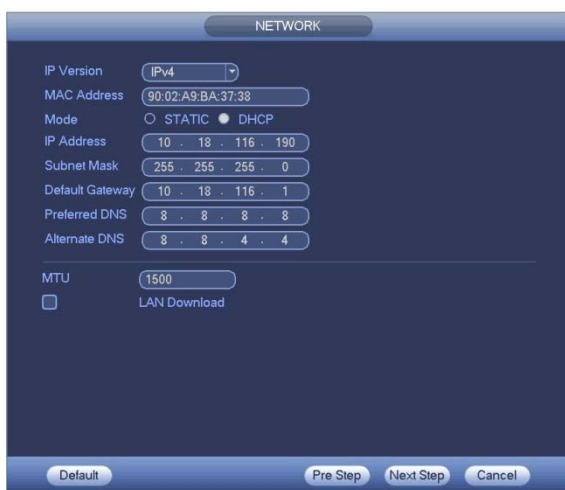 NETWORK
IP Version IPv4
MAC Address 90:02:A9:BA:37:38
Mode STATIC DHCP
IP Address 10 . 18 . 116 . 190
Subnet Mask 255 . 255 . 255 . 0
Default Gateway 10 . 18 . 116 . 1
Preferred DNS 8 . 8 . 8 . 8
Alternate DNS 8 . 8 . 4 . 4
MTU 1500
LAN Download
Default Pre Step Next Step Cancel